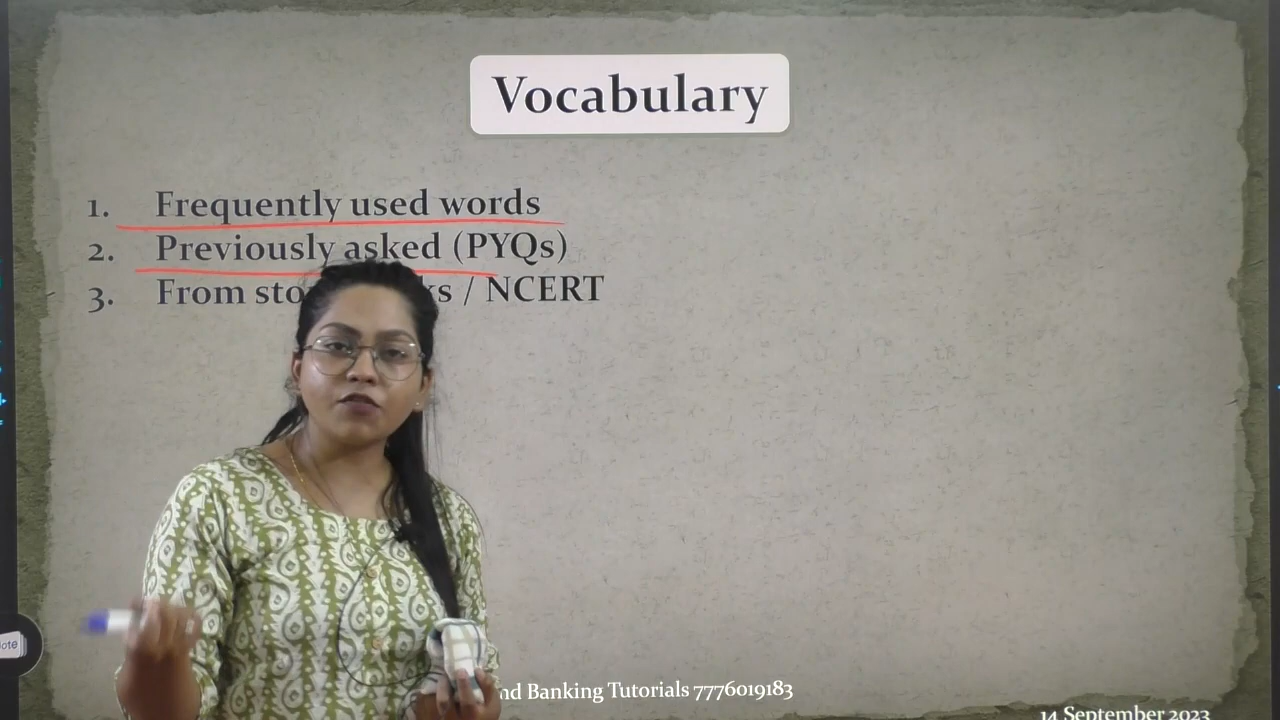 Vocabulary
1. Frequently used words
2. Previously asked (PYQs)
3. From / NCERT
Banking Tutorials 7776019183
14 September 2023